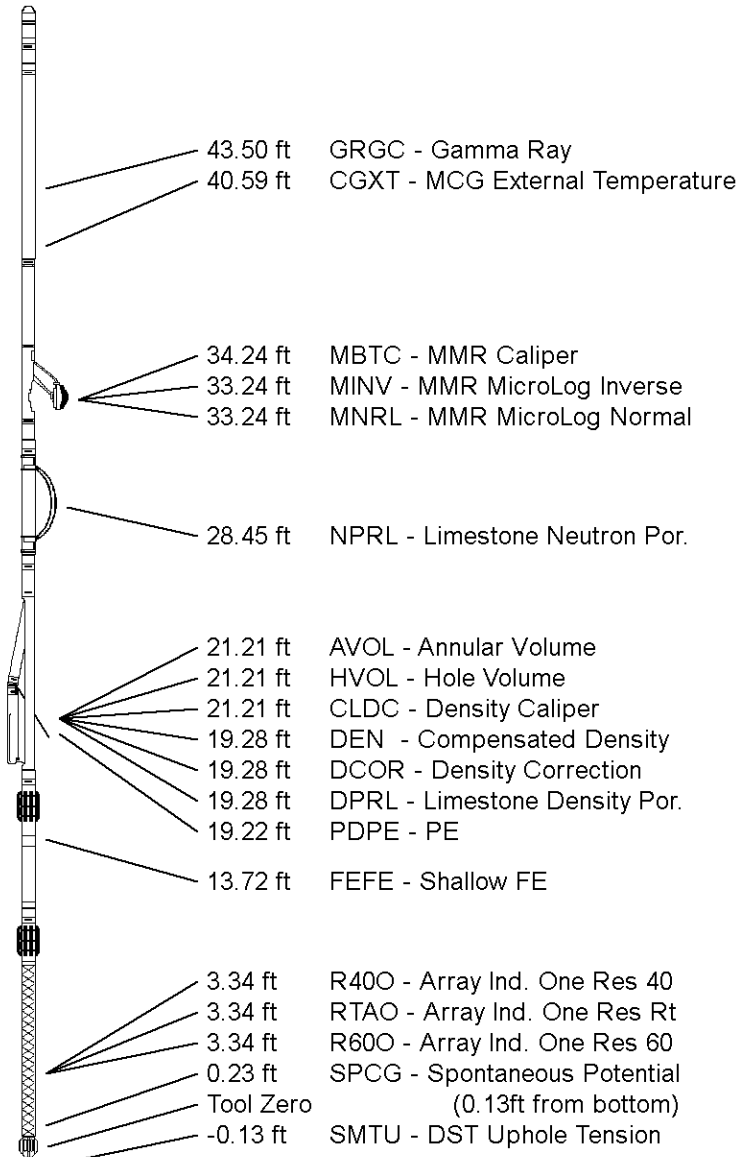 43.50 ft GRGC - Gamma Ray
40.59 ft CGXT - MCG External Temperature
34.24 ft MBTC - MMR Caliper
33.24 ft MINV - MMR MicroLog Inverse
33.24 ft MNRL - MMR MicroLog Normal
28.45 ft NPRL - Limestone Neutron Por.
21.21 ft AVOL - Annular Volume
21.21 ft HVOL - Hole Volume
21.21 ft CLDC - Density Caliper
19.28 ft DEN - Compensated Density
19.28 ft DCOR - Density Correction
19.28 ft DPRL - Limestone Density Por.
19.22 ft PDPE - PE
13.72 ft FEFE - Shallow FE
3.34 ft R40O - Array Ind. One Res 40
3.34 ft RTAO - Array Ind. One Res Rt
3.34 ft R60O - Array Ind. One Res 60
0.23 ft SPCG - Spontaneous Potential
Tool Zero (0.13ft from bottom)
-0.13 ft SMTU - DST Uphole Tension